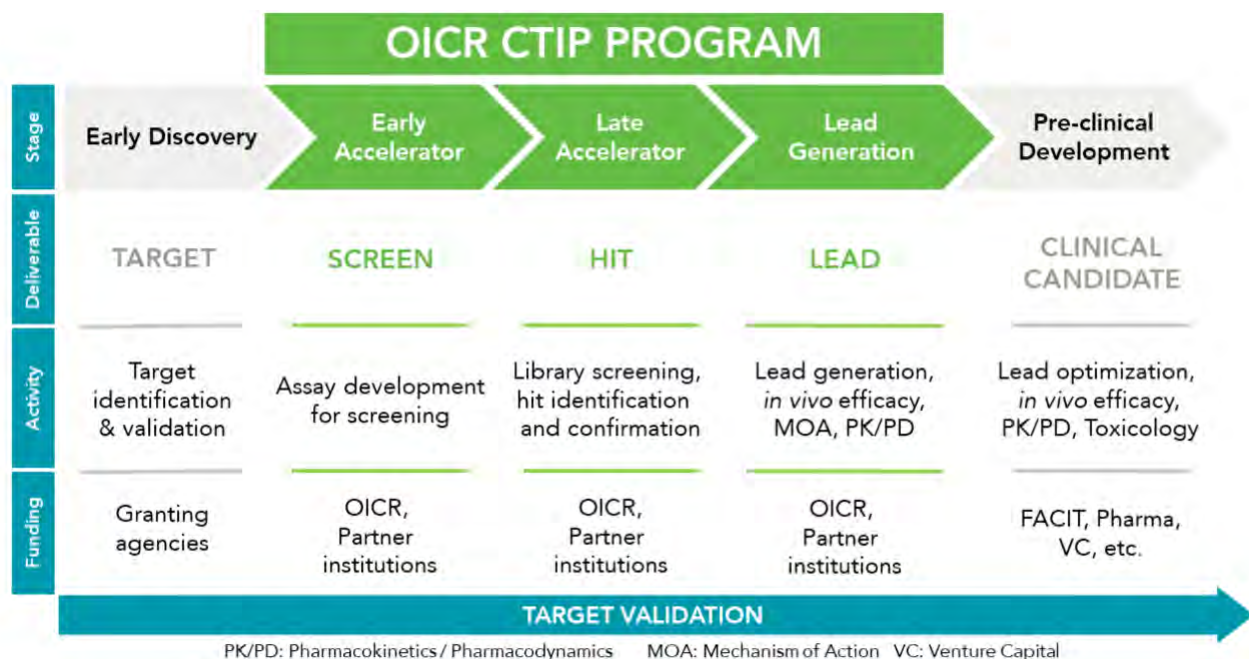 OICR CTIP PROGRAM
Stage
Early Discovery
Early
Accelerator
Late
Accelerator
Lead
Generation
Pre-clinical
Development
Deliverable
TARGET
SCREEN
HIT
LEAD
CLINICAL
CANDIDATE
Activity
Target
identification
& validation
Assay development
for screening
Library screening,
hit identification
and confirmation
Lead generation,
in vivo efficacy,
MOA, PK/PD
Lead optimization,
in vivo efficacy,
PK/PD, Toxicology
Funding
Granting
agencies
OICR,
Partner
institutions
OICR,
Partner
institutions
OICR,
Partner
institutions
FACIT, Pharma,
VC, etc.
TARGET VALIDATION
PK/PD: Pharmacokinetics / Pharmacodynamics MOA: Mechanism of Action VC: Venture Capital